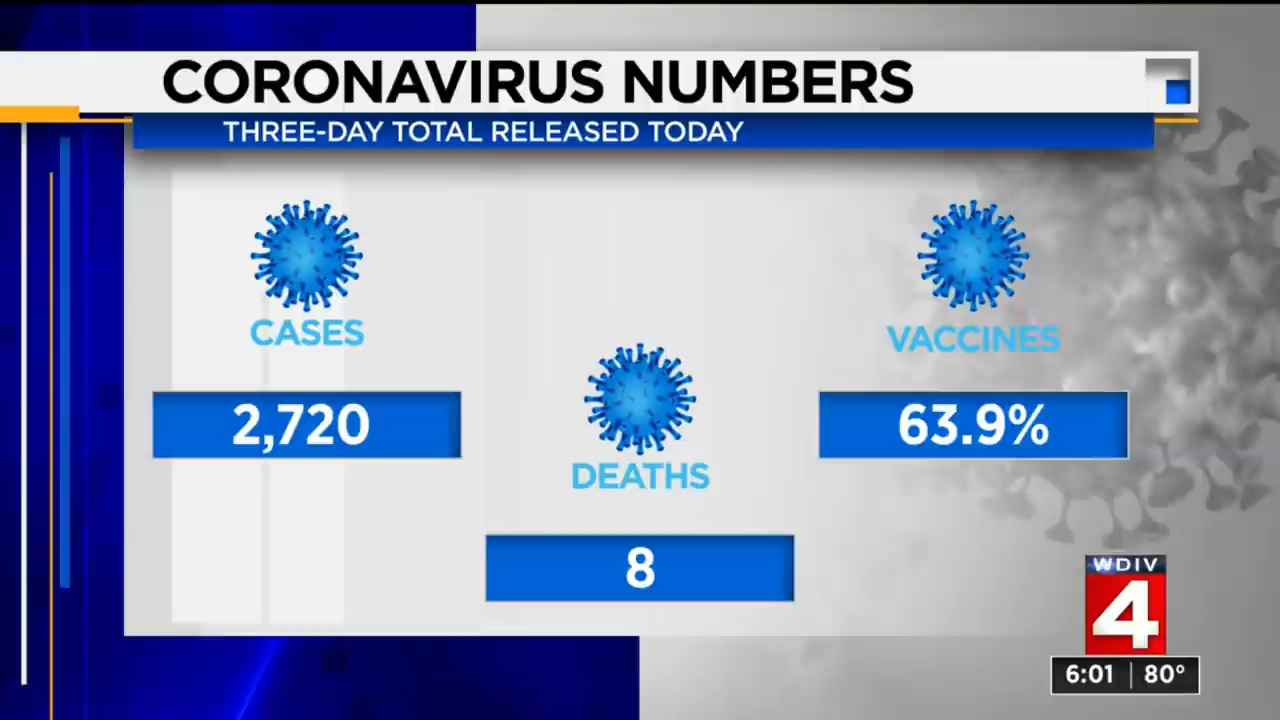 CORONAVIRUS NUMBERS
THREE-DAY TOTAL RELEASED TODAY
CASES
2,720
DEATHS
8
VACCINES
63.9%
WDIV
4
6:01 80°